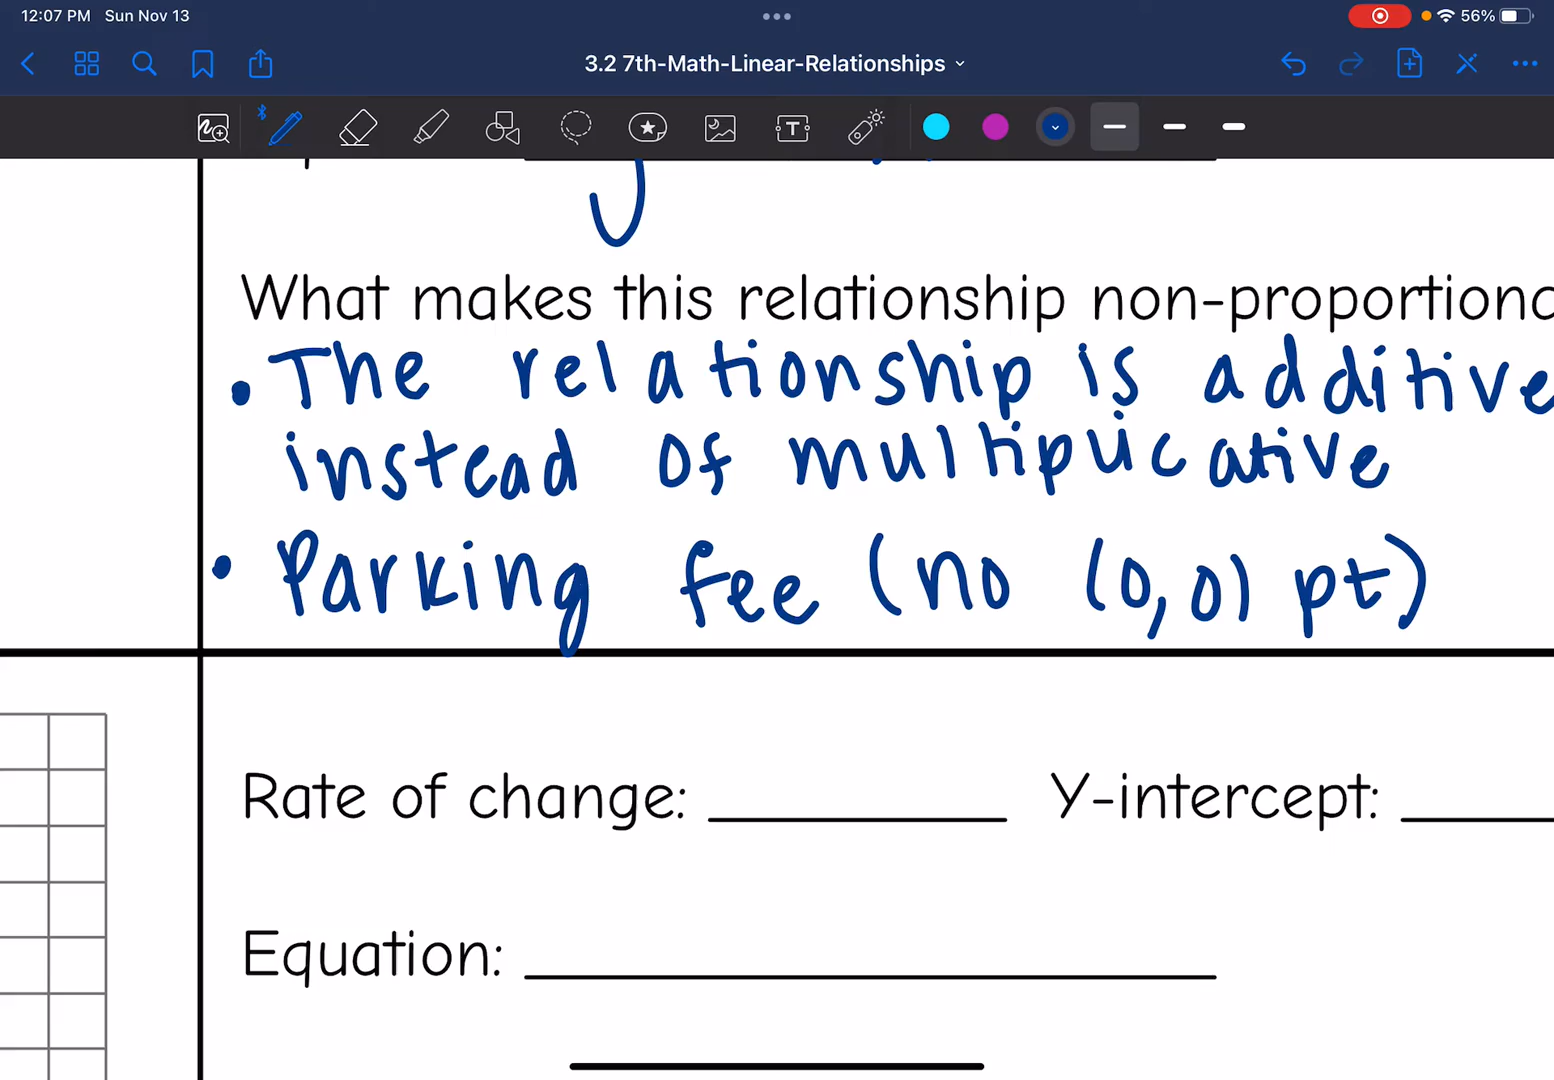 12:07 PM Sun Nov 13
56%
3.2 7th-Math-Linear-Relationships
What makes this relationship non-proportiona
• The relationship is additive
instead of multiplicative
• Parking fee (no (0,0) pt)
Rate of change: Y-intercept:
Equation: